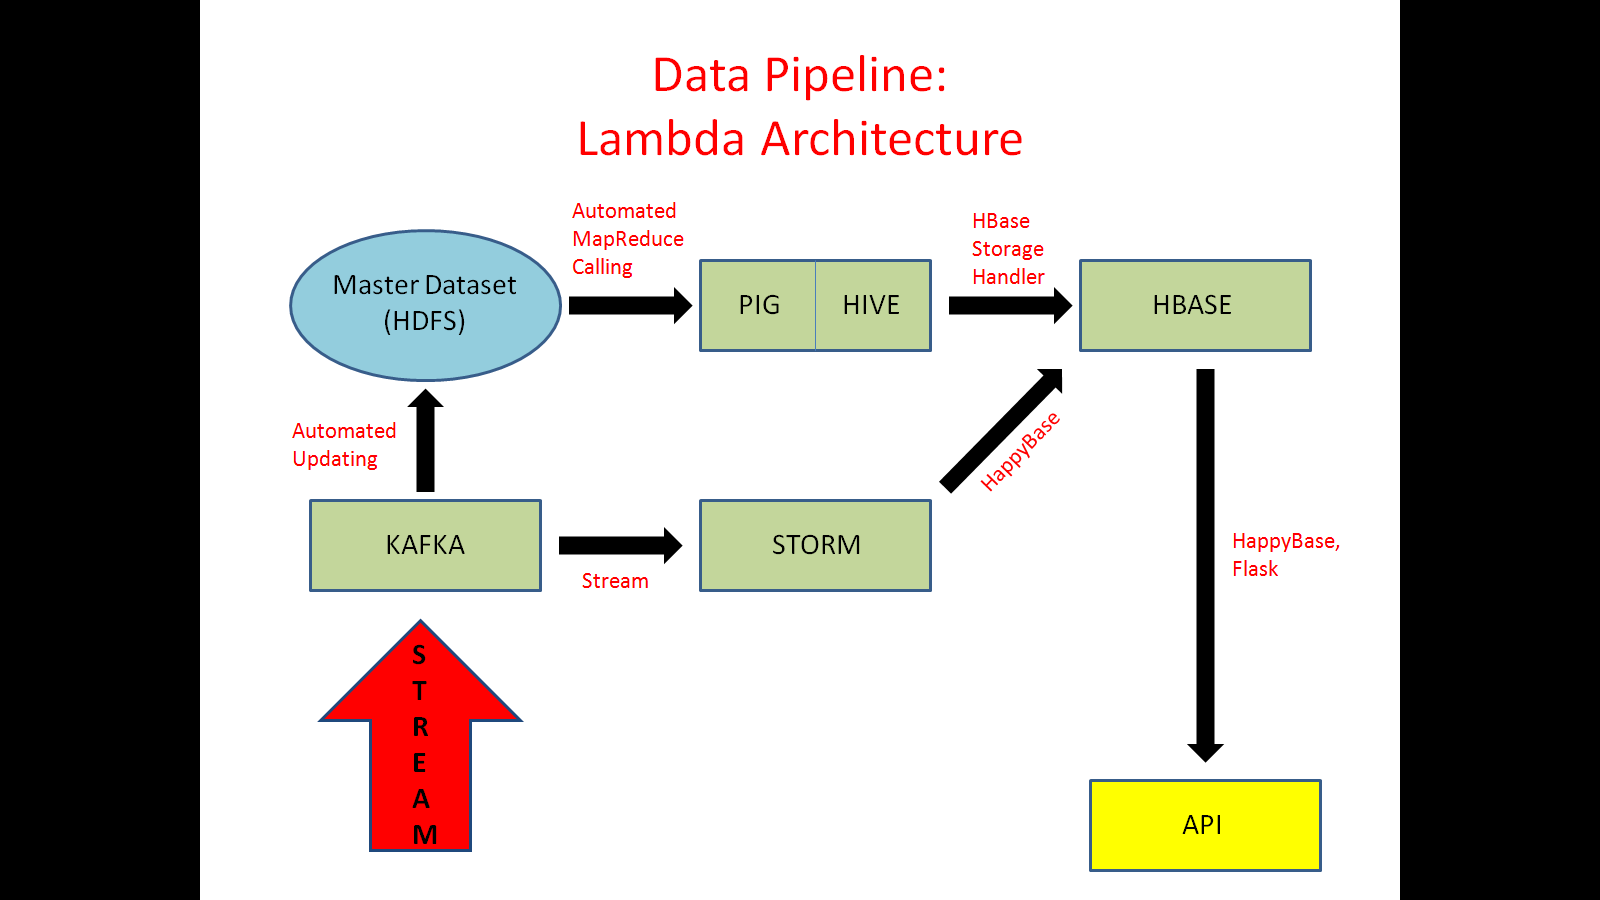 Data Pipeline:
Lambda Architecture
Automated
MapReduce
Calling
HBase
Storage
Handler
Master Dataset
(HDFS)
PIG
HIVE
HBASE
Automated
Updating
HappyBase
KAFKA
Stream
STORM
HappyBase,
Flask
S
T
R
E
A
M
API